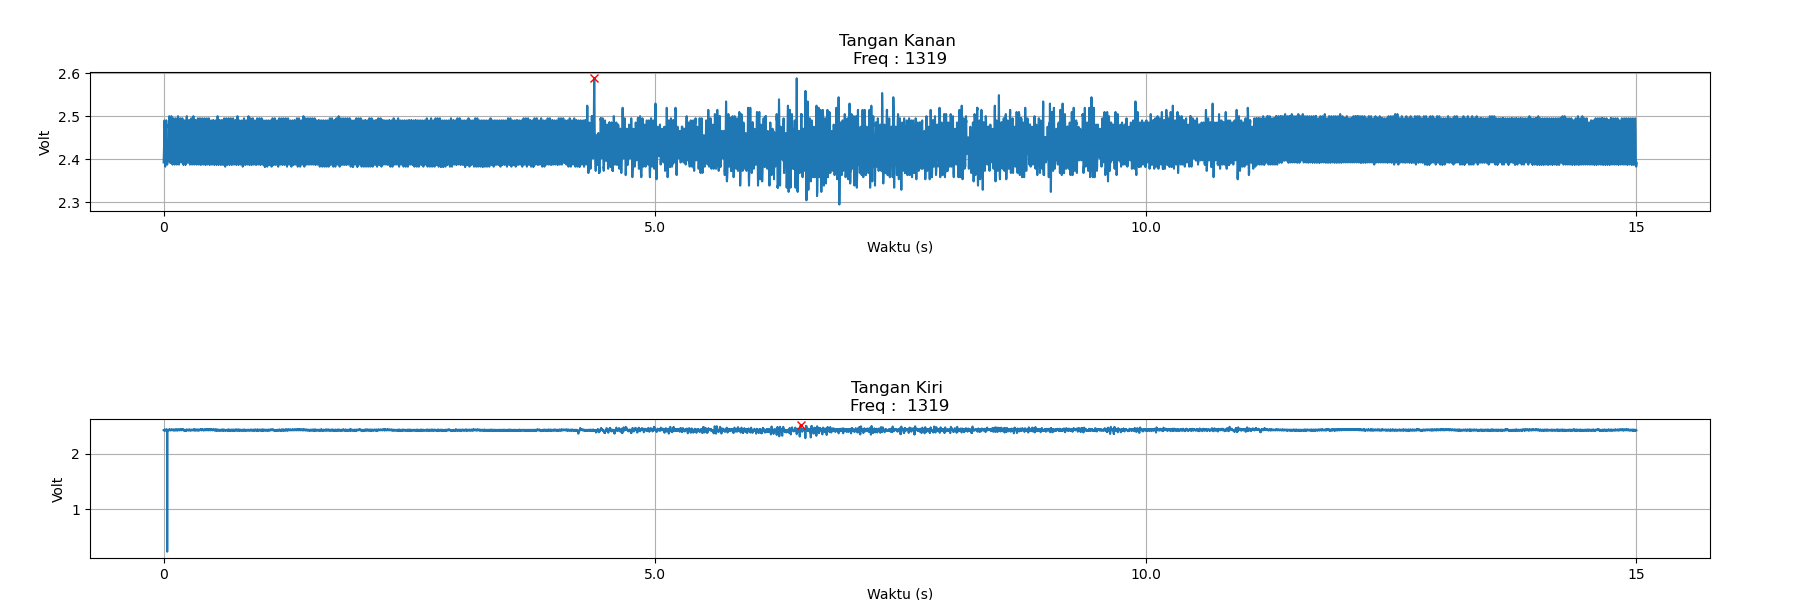 Tangan Kanan
Freq : 1319
2.6
2.5
2.4
2.3
Volt
0 5.0 10.0 15
Waktu (s)
Tangan Kiri
Freq :  1319
2
1
Volt
0 5.0 10.0 15
Waktu (s)